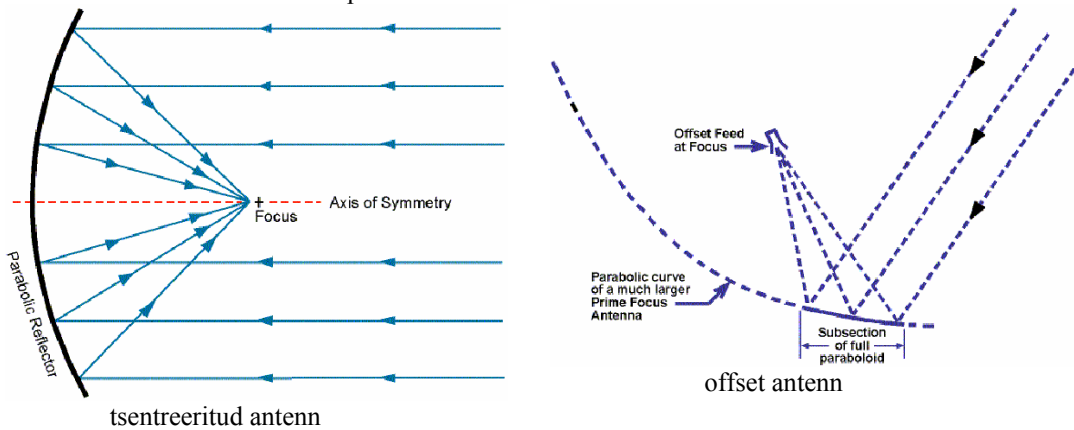 +
Focus
Axis of Symmetry
Parabolic Reflector
tsentreeritud antenn
Offset Feed
at Focus
Parabolic curve
of a much larger
Prime Focus
Antenna
Subsection
of full
paraboloid
offset antenn